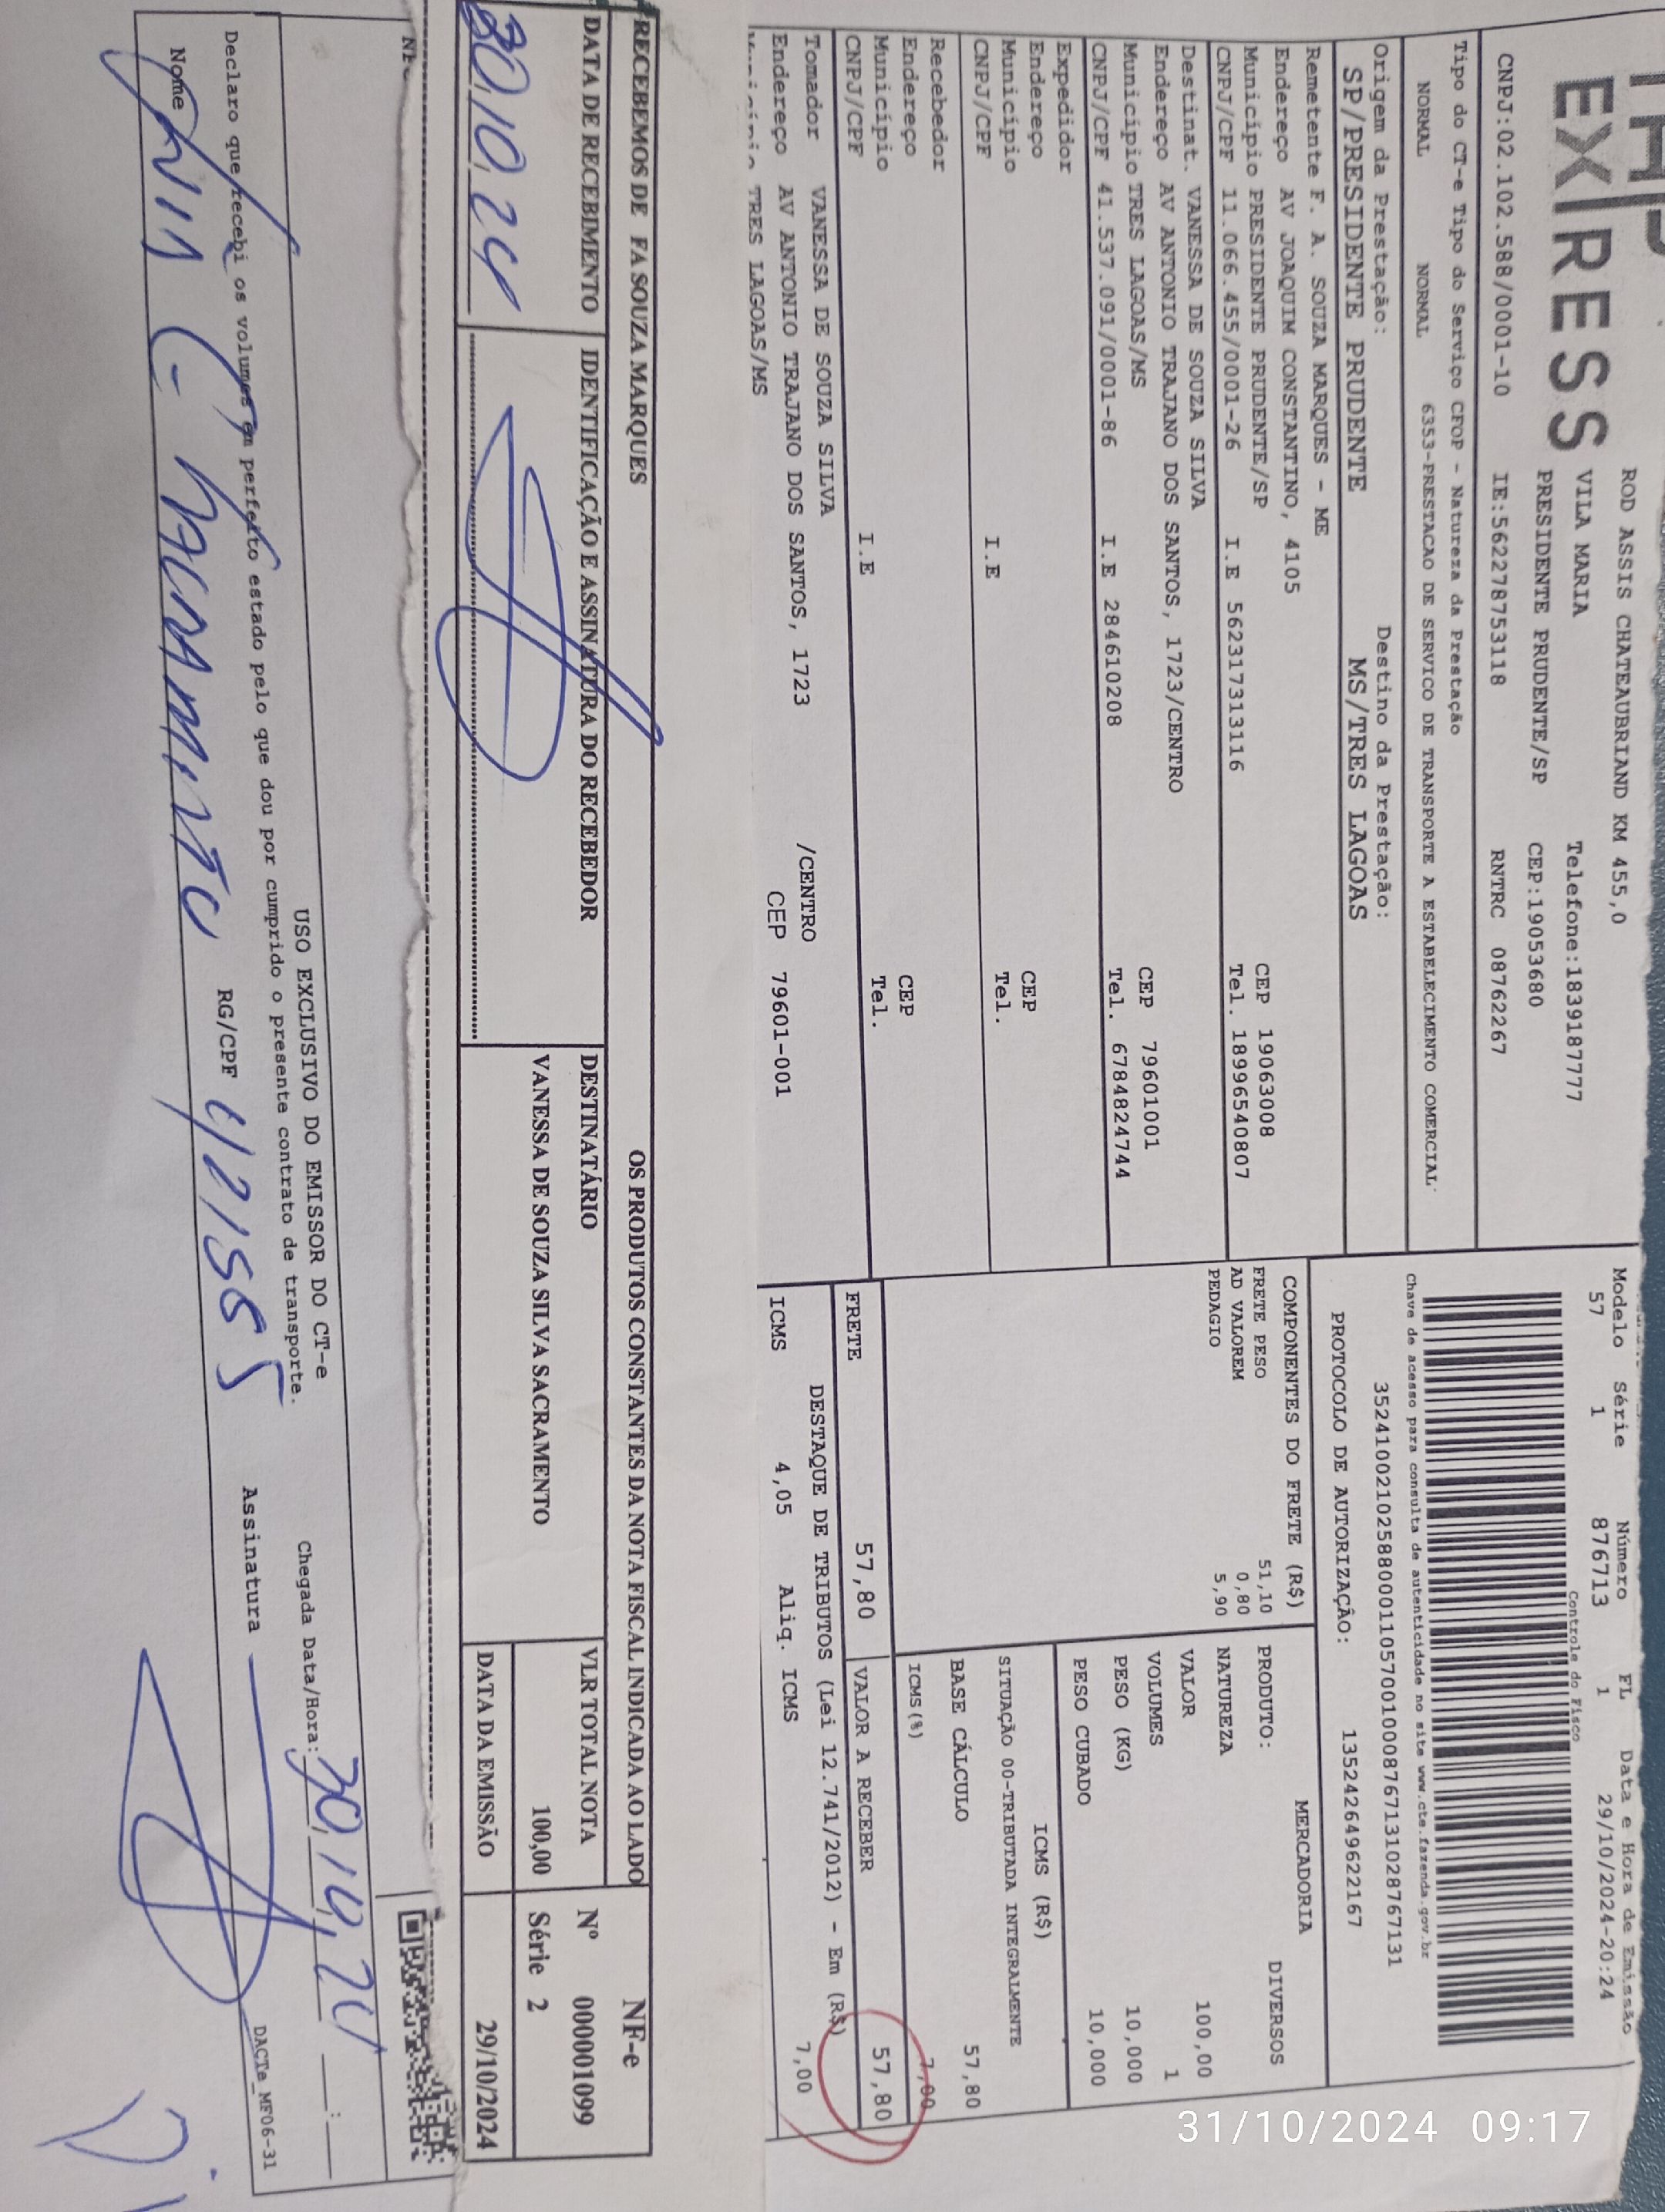 EXPRESS
ROD ASSIS CHATEAUBRIAND KM 455,0
VILA MARIA Telefone:1839187777
PRESIDENTE PRUDENTE/SP CEP:19053680
CNPJ:02.102.588/0001-10 IE:562278753118 RNTRC 08762267
Modelo Série Número FL Data e Hora de Emissão
57 1 876713 1 29/10/2024-20:24
Controle do Fisco
Tipo do CT-e Tipo do Serviço CFOP - Natureza da Prestação
NORMAL NORMAL 6353-PRESTACAO DE SERVICO DE TRANSPORTE A ESTABELECIMENTO COMERCIAL
Chave de acesso para consulta de autenticidade no site www.cte.fazenda.gov.br
35241002102588000110570010008767131028767131
PROTOCOLO DE AUTORIZAÇÃO: 135242649622167
Origem da Prestação: Destino da Prestação:
SP/PRESIDENTE PRUDENTE MS/TRES LAGOAS
Remetente F. A. SOUZA MARQUES - ME
Endereço AV JOAQUIM CONSTANTINO, 4105
Município PRESIDENTE PRUDENTE/SP CEP 19063008
CNPJ/CPF 11.066.455/0001-26 I.E 562317313116 Tel. 18996540807
Destinat. VANESSA DE SOUZA SILVA
Endereço AV ANTONIO TRAJANO DOS SANTOS, 1723/CENTRO
Município TRES LAGOAS/MS CEP 79601001
CNPJ/CPF 41.537.091/0001-86 I.E 284610208 Tel. 6784824744
Expedidor
Endereço
Município CEP
CNPJ/CPF I.E Tel.
Recebedor
Endereço
Município CEP
CNPJ/CPF I.E Tel.
Tomador VANESSA DE SOUZA SILVA
Endereço AV ANTONIO TRAJANO DOS SANTOS, 1723 /CENTRO
TRES LAGOAS/MS CEP 79601-001
COMPONENTES DO FRETE (R$)
FRETE PESO 51,10
AD VALOREM 0,80
PEDAGIO 5,90
MERCADORIA
PRODUTO: DIVERSOS
NATUREZA
VALOR 100,00
VOLUMES 1
PESO (KG) 10,000
PESO CUBADO 10,000
ICMS (R$)
SITUAÇÃO 00-TRIBUTADA INTEGRALMENTE
BASE CÁLCULO 57,80
ICMS(%) 7,00
FRETE 57,80 VALOR A RECEBER 57,80
DESTAQUE DE TRIBUTOS (Lei 12.741/2012) - Em (R$)
ICMS 4,05 Aliq. ICMS 7,00
RECEBEMOS DE FA SOUZA MARQUES OS PRODUTOS CONSTANTES DA NOTA FISCAL INDICADA AO LADO
DATA DE RECEBIMENTO IDENTIFICAÇÃO E ASSINATURA DO RECEBEDOR
30,10,24
DESTINATÁRIO
VANESSA DE SOUZA SILVA SACRAMENTO
VLR TOTAL NOTA
100,00
DATA DA EMISSÃO 29/10/2024
NF-e
Nº 000001099
Série 2
USO EXCLUSIVO DO EMISSOR DO CT-e
Declaro que recebi os volumes em perfeito estado pelo que dou por cumprido o presente contrato de transporte.
Chegada Data/Hora: 30,10,24 __:__
Nome RG/CPF Assinatura
DACTe_MF06-31
31/10/2024 09:17